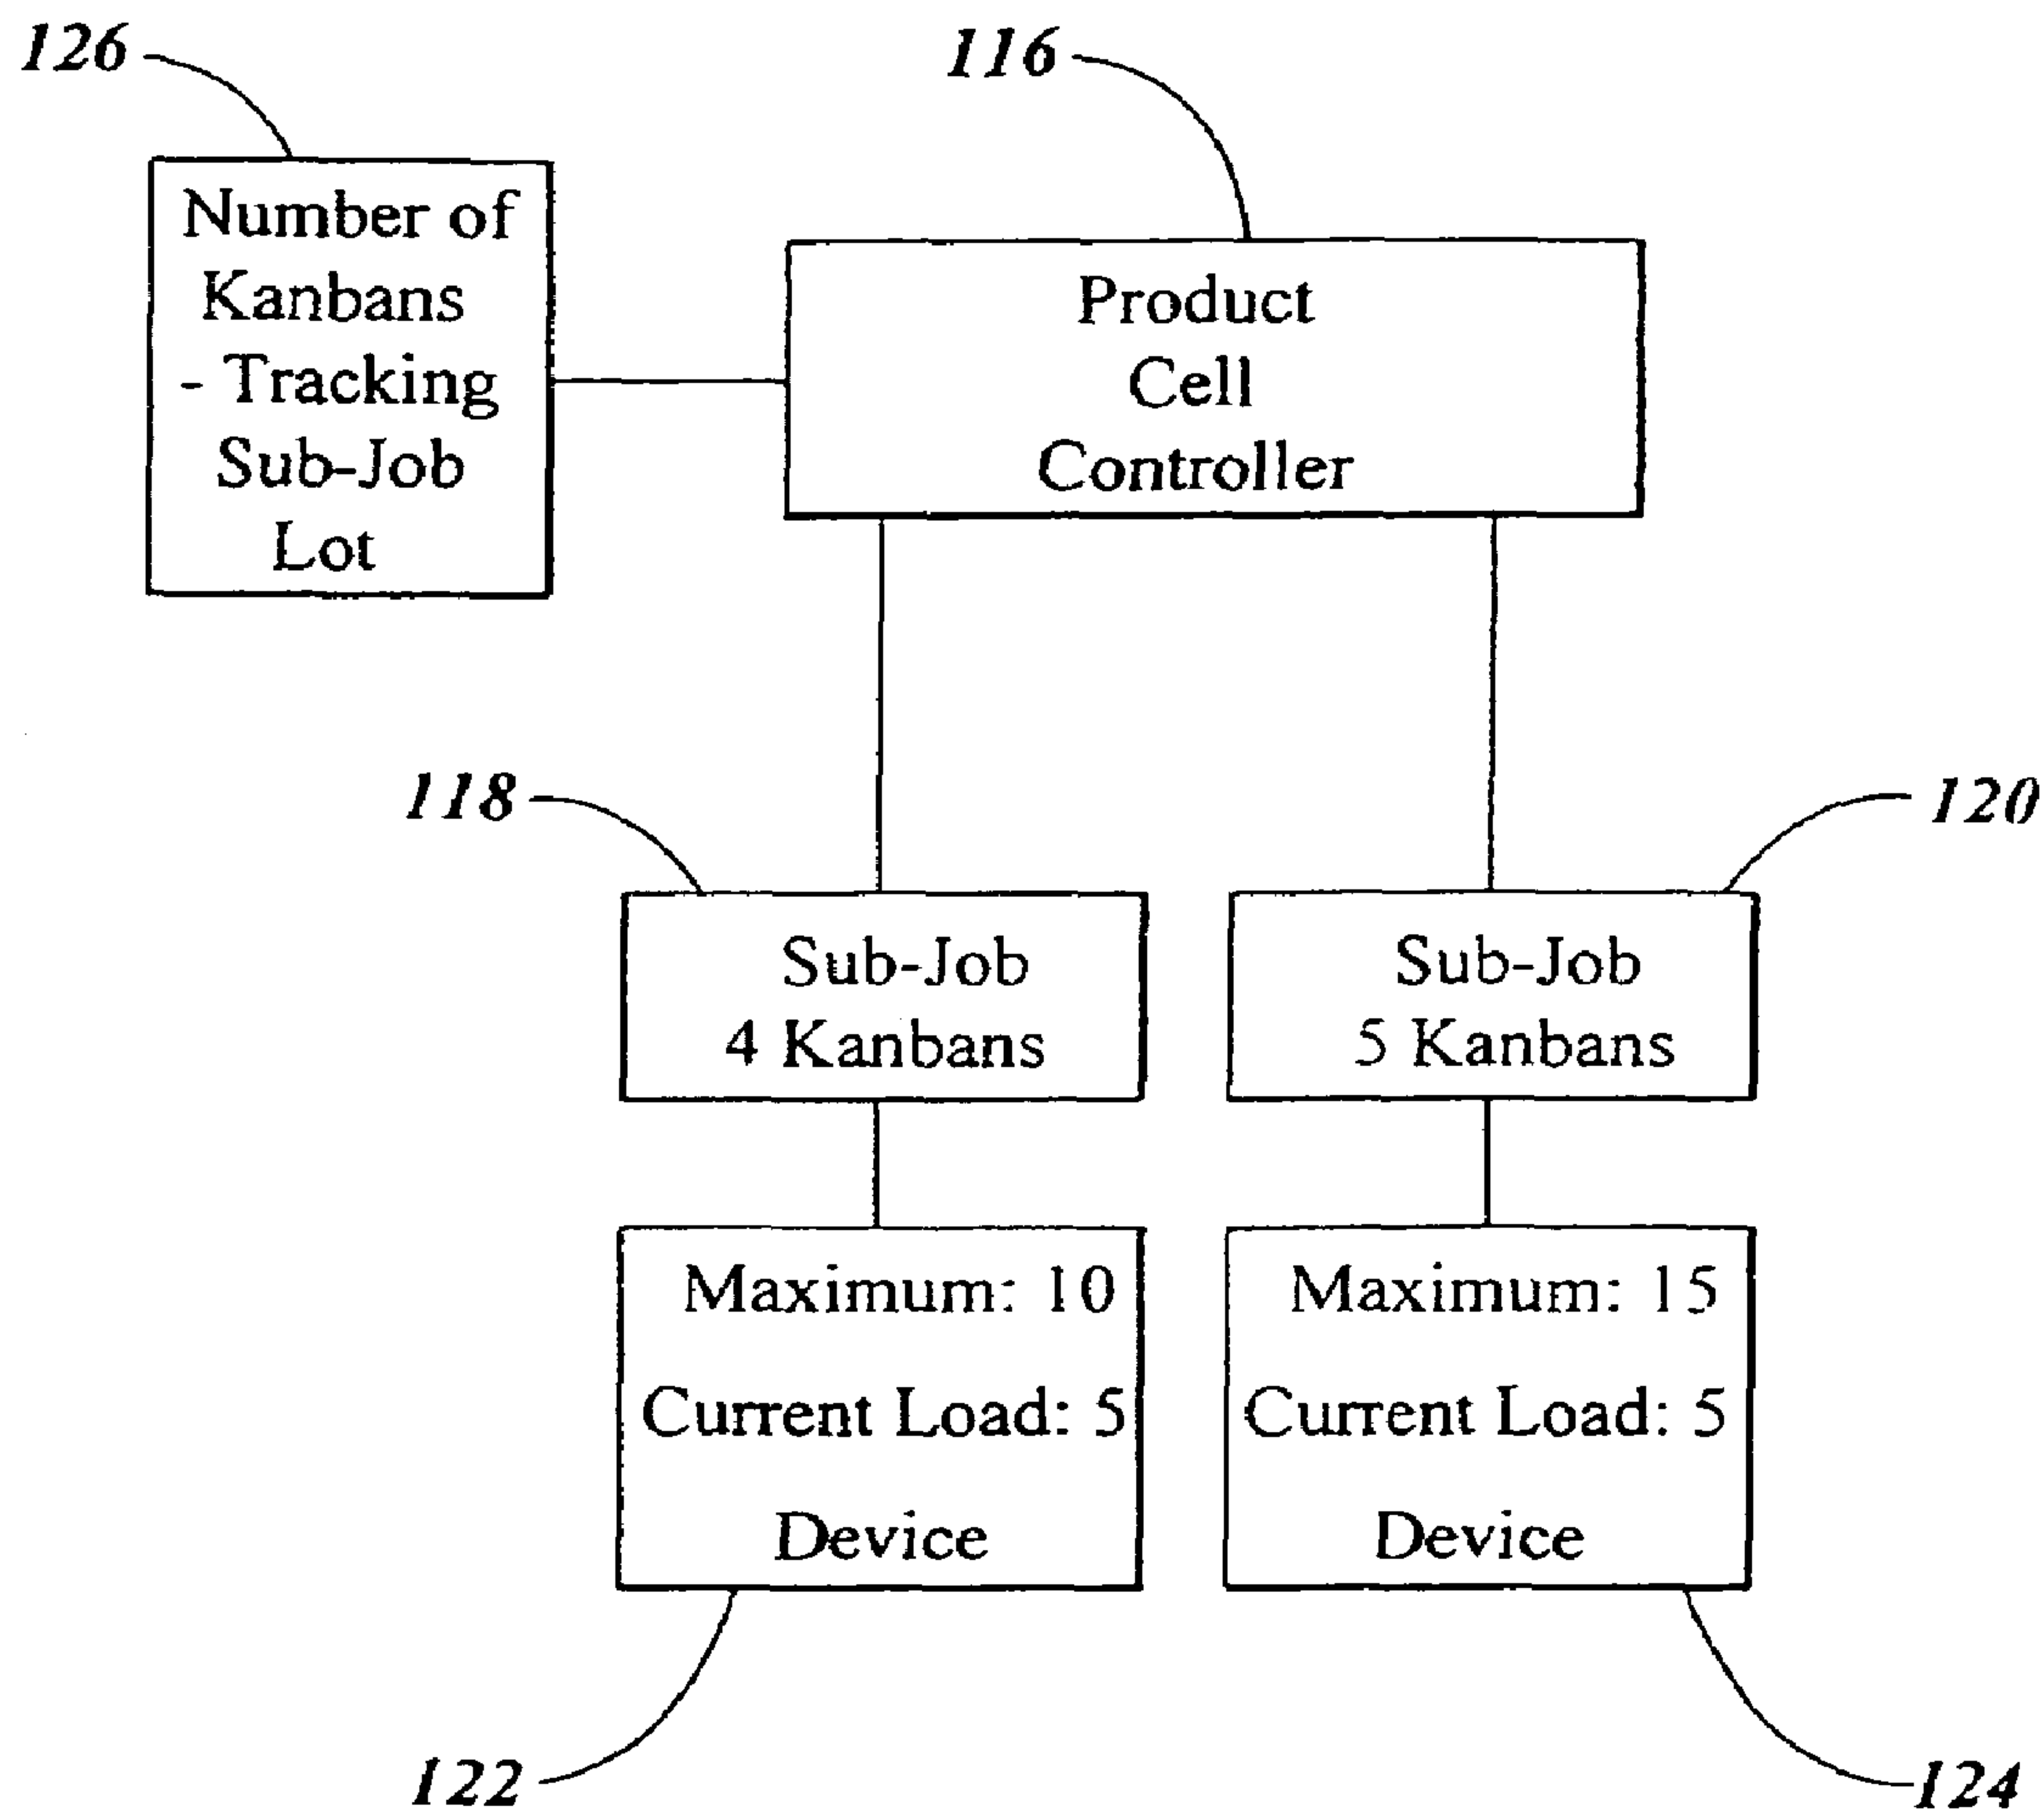 126
116
Number of
Kanbans
- Tracking
Sub-Job
Lot
Product
Cell
Controller
118
120
Sub-Job
4 Kanbans
Sub-Job
5 Kanbans
Maximum: 10
Current Load: 5
Device
Maximum: 15
Current Load: 5
Device
122
124